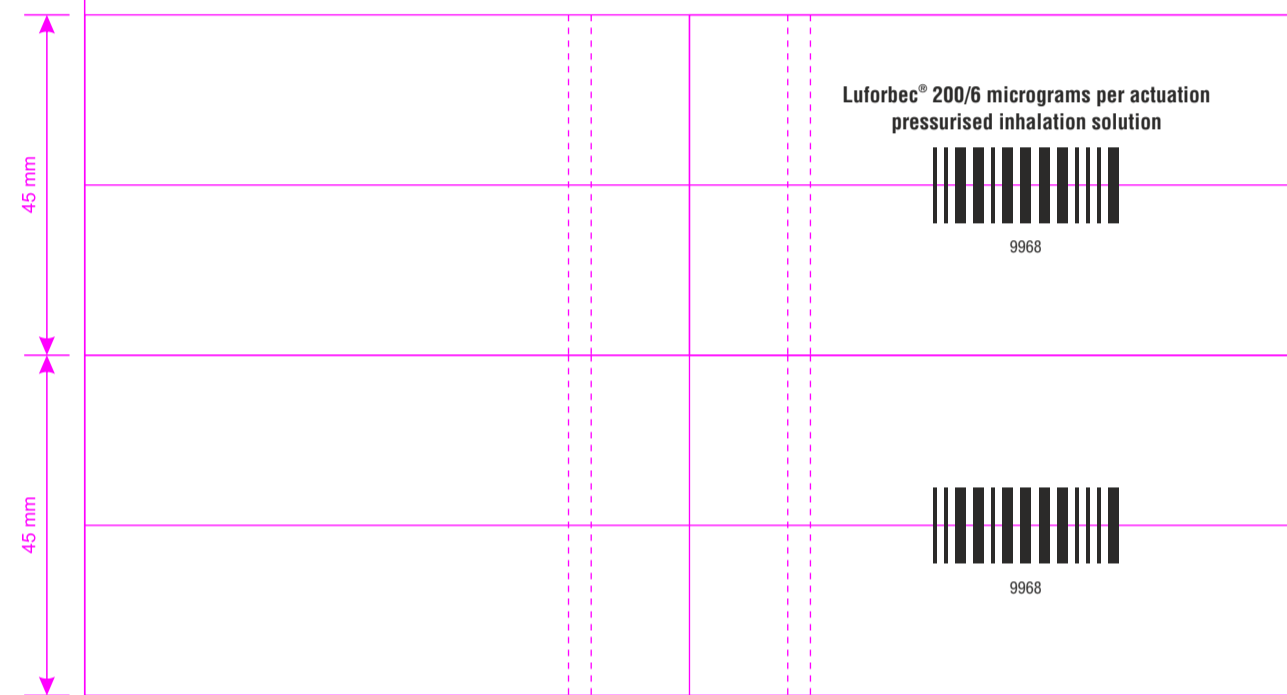 Luforbec® 200/6 micrograms per actuation
pressurised inhalation solution
45 mm
9968
45 mm
9968